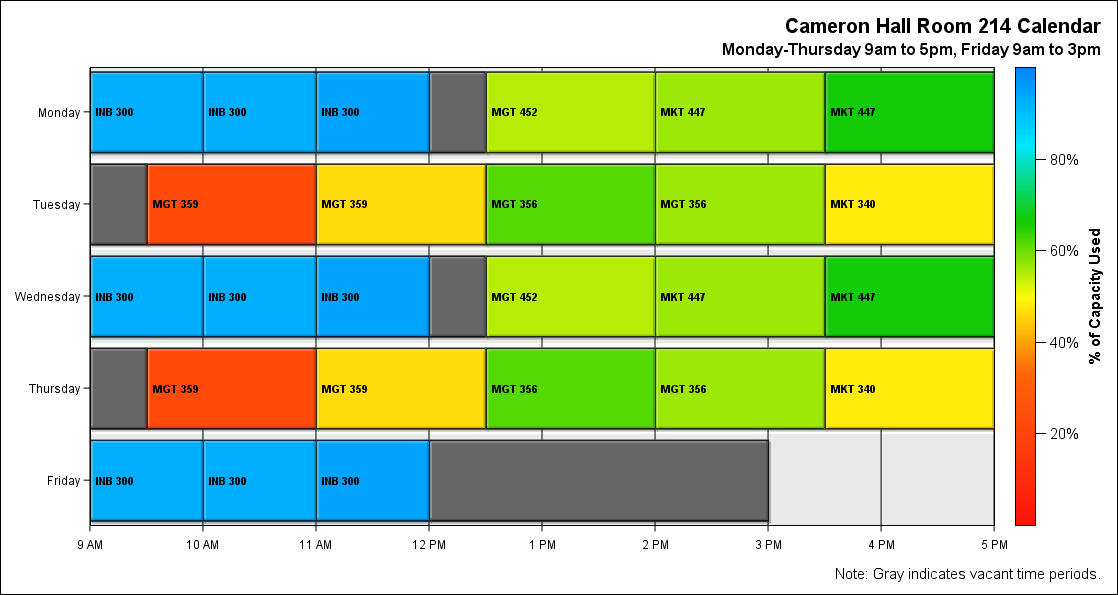 Cameron Hall Room 214 Calendar
Monday-Thursday 9am to 5pm, Friday 9am to 3pm
Monday
INB 300
INB 300
INB 300
MGT 452
MKT 447
MKT 447
Tuesday
MGT 359
MGT 359
MGT 356
MGT 356
MKT 340
Wednesday
INB 300
INB 300
INB 300
MGT 452
MKT 447
MKT 447
Thursday
MGT 359
MGT 359
MGT 356
MGT 356
MKT 340
Friday
INB 300
INB 300
INB 300
9 AM
10 AM
11 AM
12 PM
1 PM
2 PM
3 PM
4 PM
5 PM
80%
60%
40%
20%
% of Capacity Used
Note: Gray indicates vacant time periods.